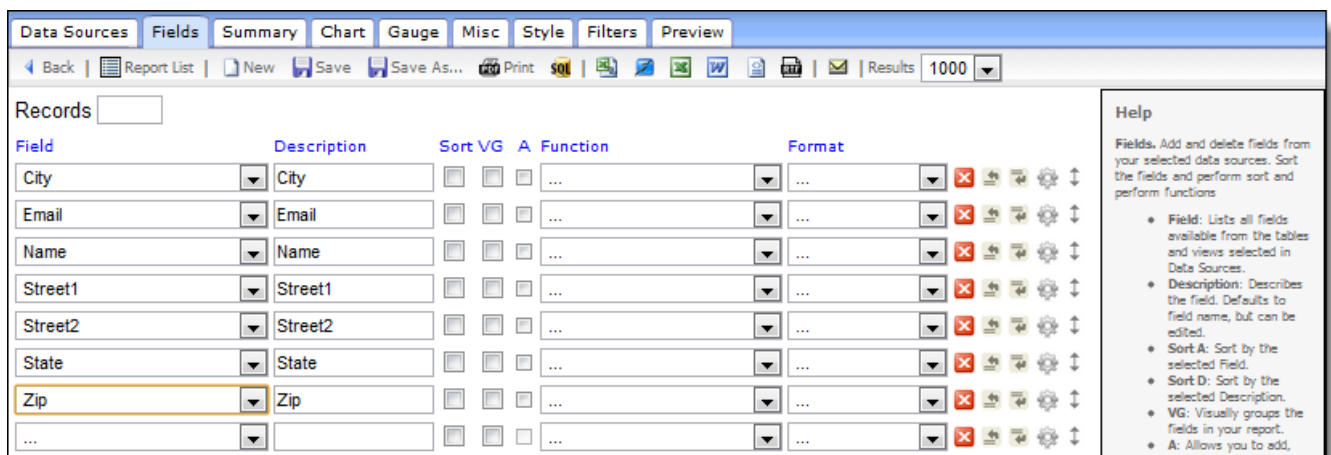 Data Sources Fields Summary Chart Gauge Misc Style Filters Preview
Back | Report List | New Save Save As... Print SQL | | Results 1000
Records
Field Description Sort VG A Function Format
City City ... ...
Email Email ... ...
Name Name ... ...
Street1 Street1 ... ...
Street2 Street2 ... ...
State State ... ...
Zip Zip ... ...
... ... ...
Help
Fields. Add and delete fields from
your selected data sources. Sort
the fields and perform sort and
perform functions
• Field: Lists all fields
available from the tables
and views selected in
Data Sources.
• Description: Describes
the field. Defaults to
field name, but can be
edited.
• Sort A: Sort by the
selected Field.
• Sort D: Sort by the
selected Description.
• VG: Visually groups the
fields in your report.
• A: Allows you to add,